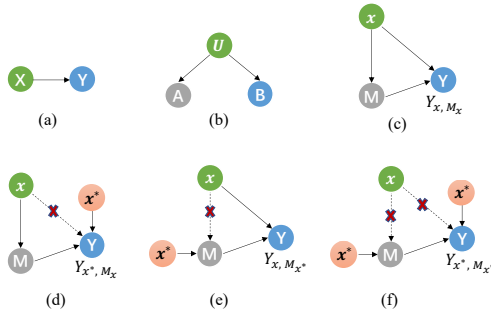 X Y
(a)
U
A B
(b)
x
M Y
Y_{x, M_x}
(c)
x x*
M Y
Y_{x*, M_x}
(d)
x
x* M Y
Y_{x, M_{x*}}
(e)
x x*
x* M Y
Y_{x*, M_{x*}}
(f)